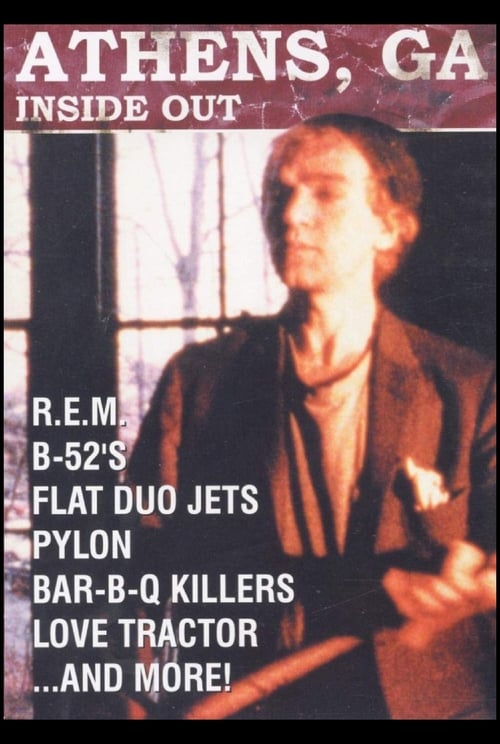 ATHENS, GA
INSIDE OUT
R.E.M.
B-52'S
FLAT DUO JETS
PYLON
BAR-B-Q KILLERS
LOVE TRACTOR
...AND MORE!